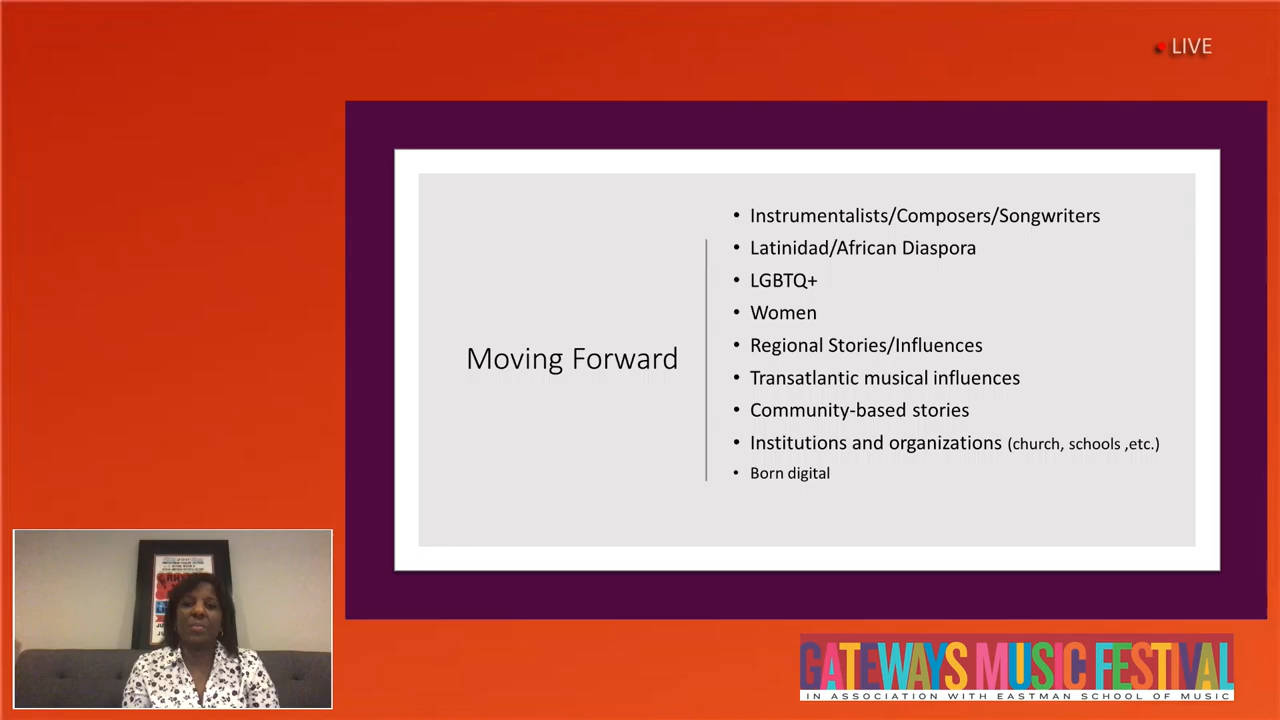 LIVE
Moving Forward
• Instrumentalists/Composers/Songwriters
• Latinidad/African Diaspora
• LGBTQ+
• Women
• Regional Stories/Influences
• Transatlantic musical influences
• Community-based stories
• Institutions and organizations (church, schools ,etc.)
• Born digital
GATEWAYS MUSIC FESTIVAL
IN ASSOCIATION WITH EASTMAN SCHOOL OF MUSIC